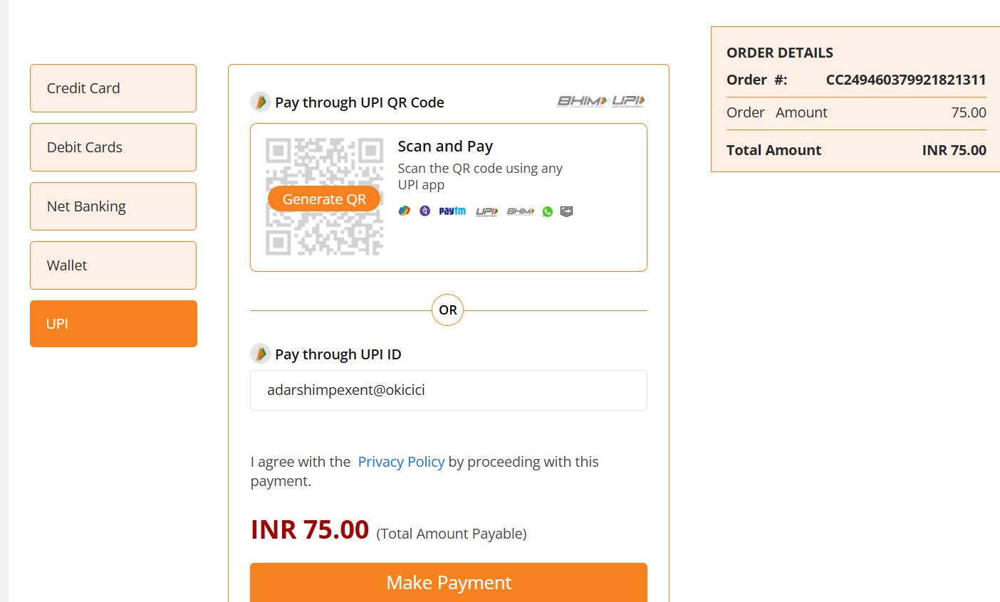 Credit Card
Debit Cards
Net Banking
Wallet
UPI
Pay through UPI QR Code
BHIM UPI
Generate QR
Scan and Pay
Scan the QR code using any
UPI app
paytm UPI BHIM
OR
Pay through UPI ID
adarshimpexent@okicici
I agree with the Privacy Policy by proceeding with this
payment.
INR 75.00 (Total Amount Payable)
Make Payment
ORDER DETAILS
Order #: CC249460379921821311
Order Amount 75.00
Total Amount INR 75.00